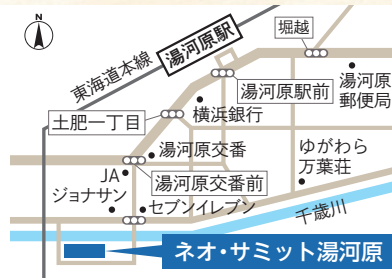 N
堀越
湯河原駅
東海道本線
湯河原駅前
湯河原
郵便局
横浜銀行
土肥一丁目
湯河原交番
ゆがわら
万葉荘
JA
湯河原交番前
ジョナサン
セブンイレブン
千歳川
ネオ・サミット湯河原